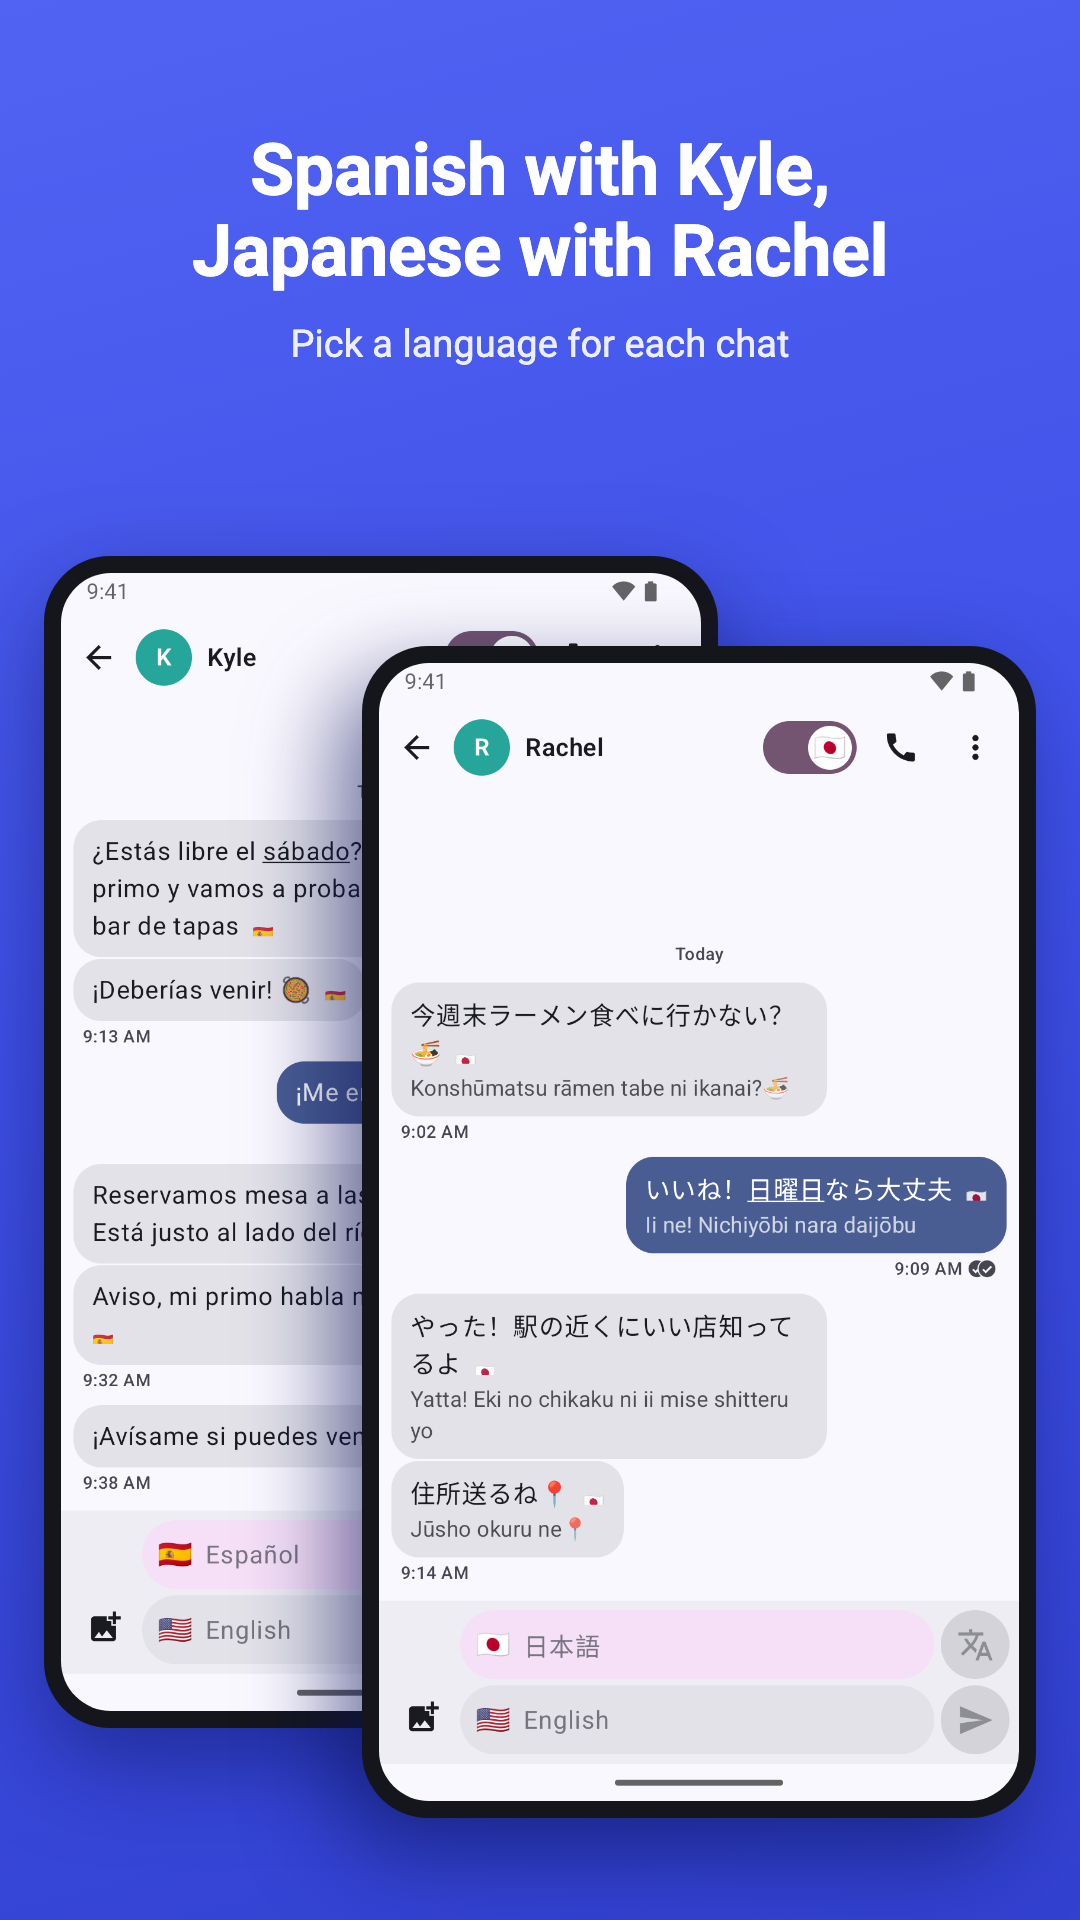 Spanish with Kyle,
Japanese with Rachel
Pick a language for each chat
9:41
K
Kyle
¿Estás libre el sábado?
primo y vamos a
bar de tapas 🇪🇸
¡Deberías venir! 🥘 🇪🇸
9:13 AM
¡Me
Reservamos mesa a
Está justo al lado del
Aviso, mi primo habla
🇪🇸
9:32 AM
¡Avísame si puedes
9:38 AM
🇪🇸 Español
🇺🇸 English
9:41
R
Rachel
Today
今週末ラーメン食べに行かない?
🍜 🇯🇵
Konshūmatsu rāmen tabe ni ikanai?🍜
9:02 AM
いいね! 日曜日なら大丈夫 🇯🇵
Ii ne! Nichiyōbi nara daijōbu
9:09 AM
やった! 駅の近くにいい店知って
るよ 🇯🇵
Yatta! Eki no chikaku ni ii mise shitteru
yo
住所送るね📍 🇯🇵
Jūsho okuru ne📍
9:14 AM
🇯🇵 日本語
🇺🇸 English